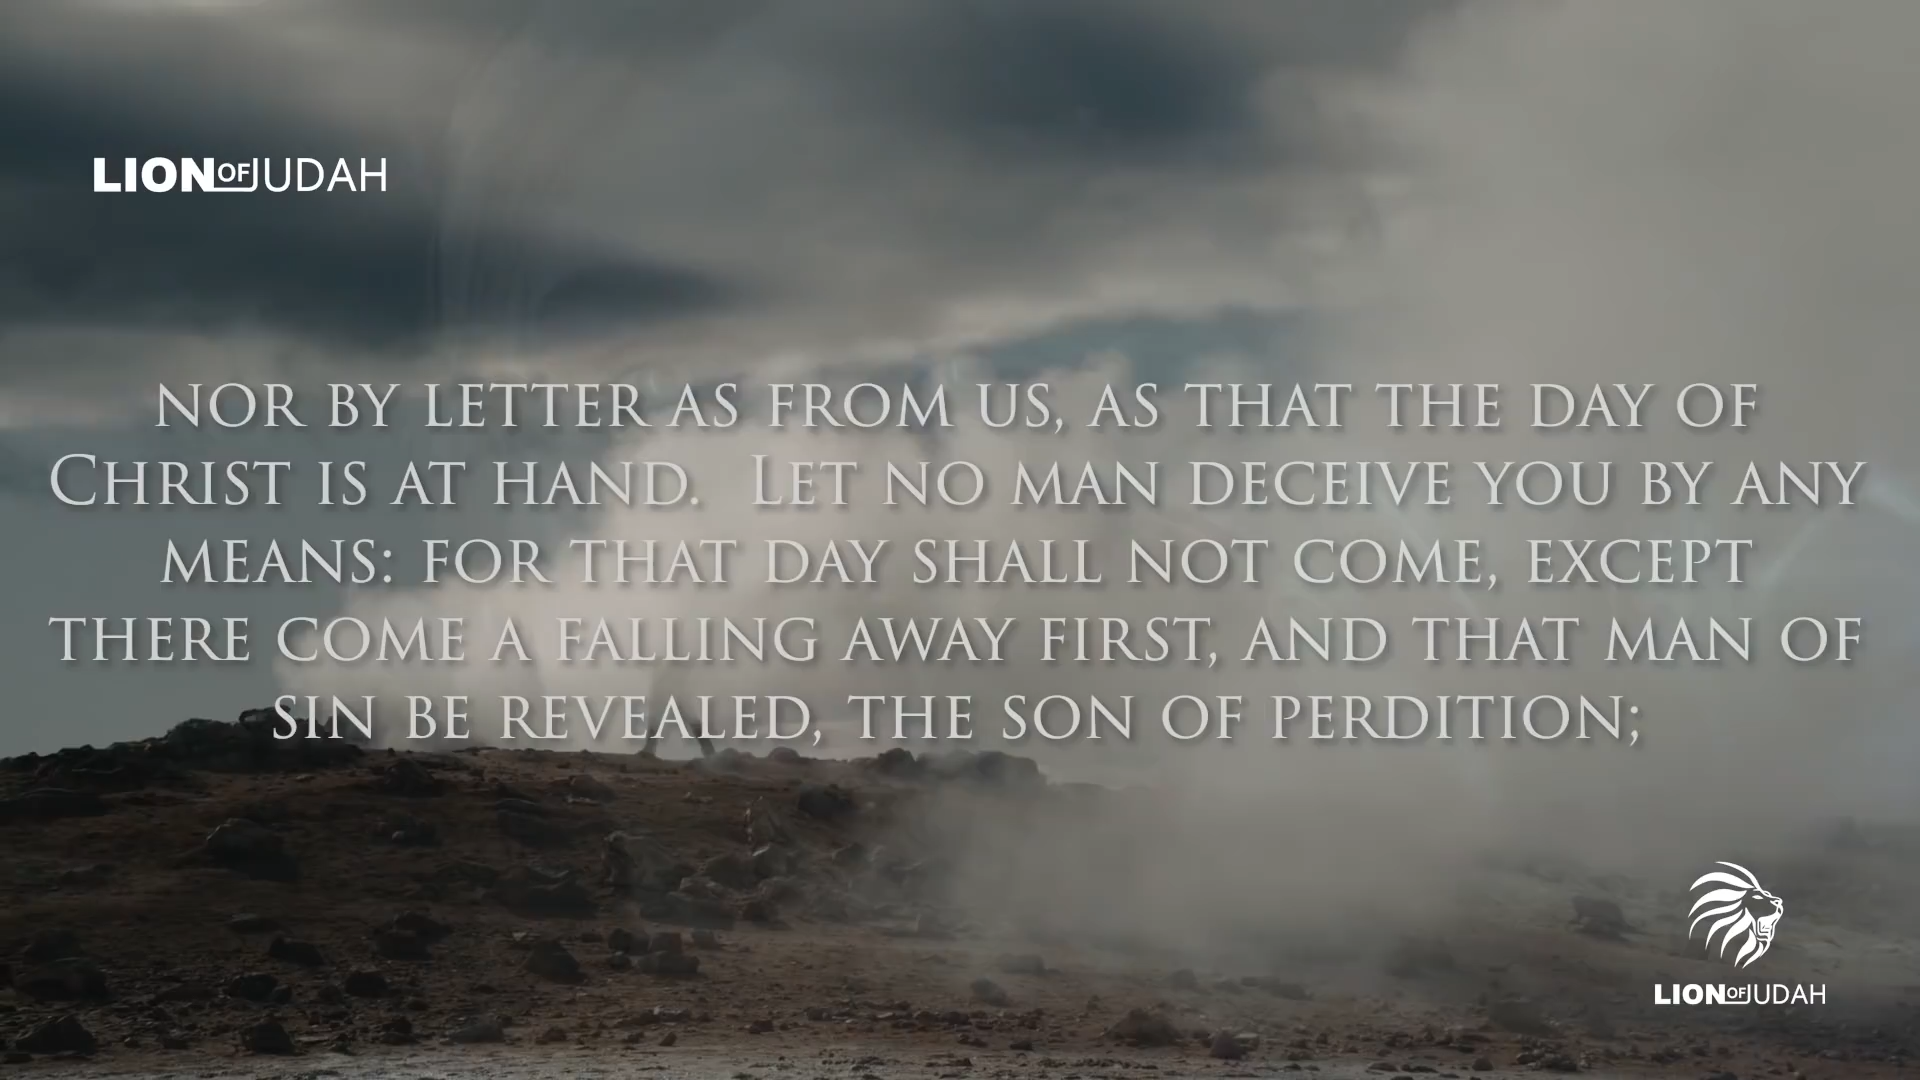 LION OF JUDAH
NOR BY LETTER AS FROM US, AS THAT THE DAY OF
CHRIST IS AT HAND. LET NO MAN DECEIVE YOU BY ANY
MEANS: FOR THAT DAY SHALL NOT COME, EXCEPT
THERE COME A FALLING AWAY FIRST, AND THAT MAN OF
SIN BE REVEALED, THE SON OF PERDITION;
LION OF JUDAH